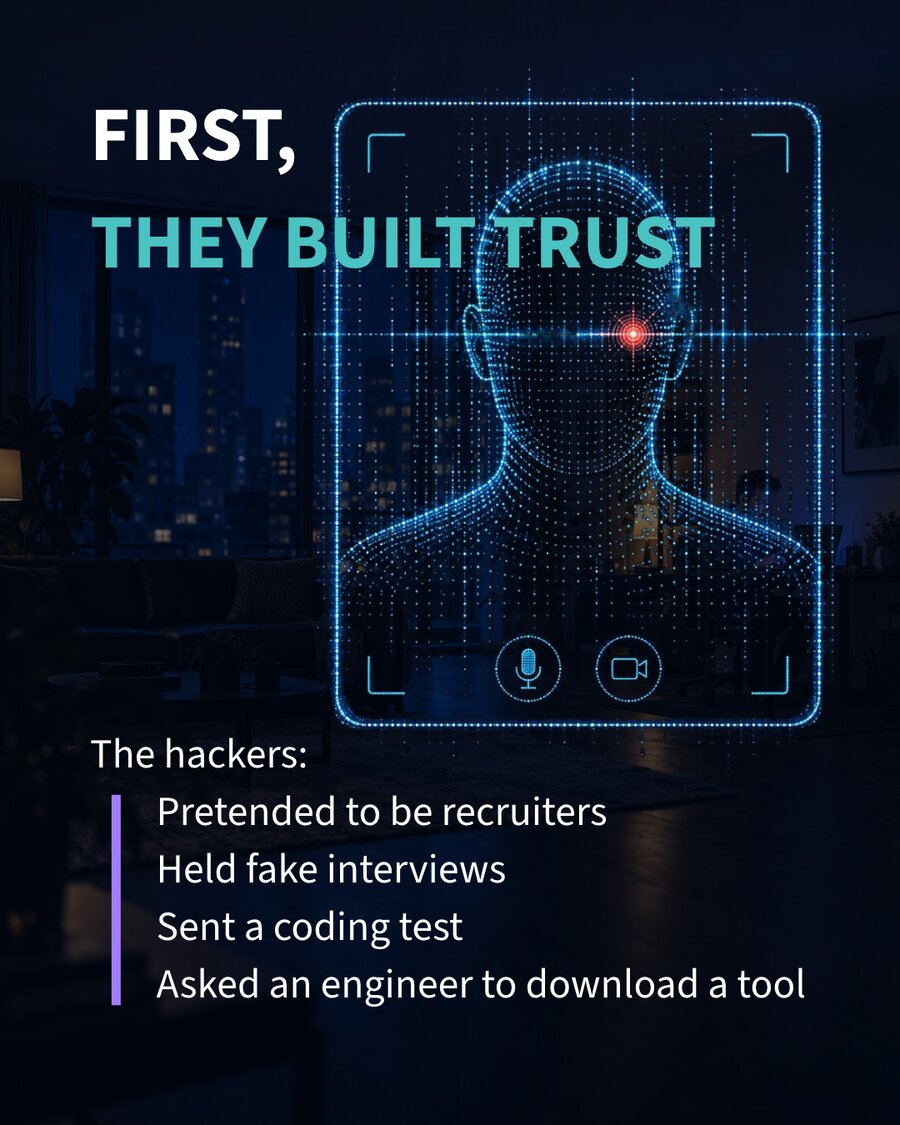 FIRST,
THEY BUILT TRUST
The hackers:
Pretended to be recruiters
Held fake interviews
Sent a coding test
Asked an engineer to download a tool